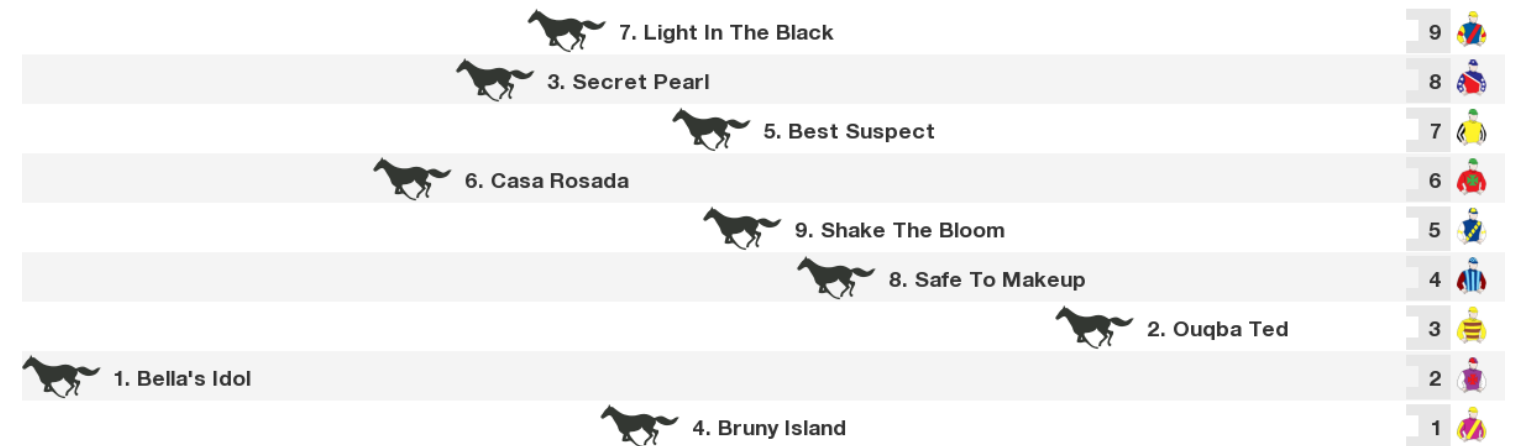 7. Light In The Black 9
3. Secret Pearl 8
5. Best Suspect 7
6. Casa Rosada 6
9. Shake The Bloom 5
8. Safe To Makeup 4
2. Ouqba Ted 3
1. Bella's Idol 2
4. Bruny Island 1